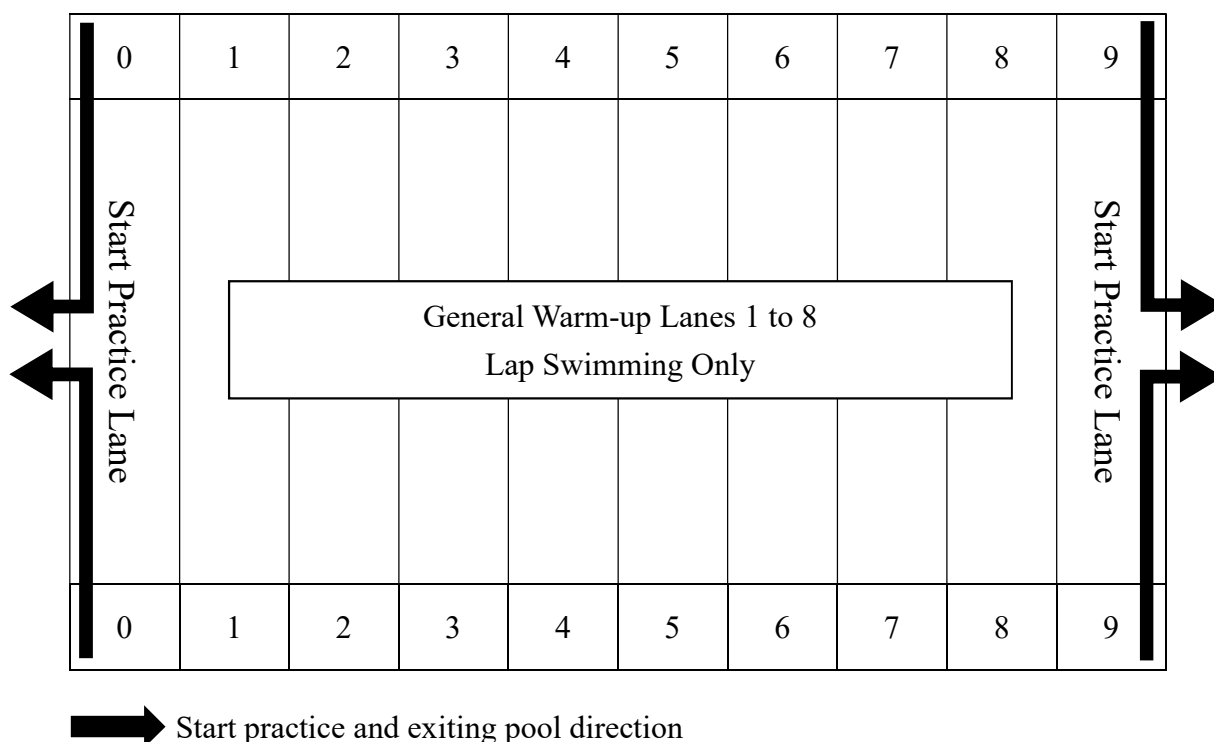 0 1 2 3 4 5 6 7 8 9
Start Practice Lane
General Warm-up Lanes 1 to 8
Lap Swimming Only
Start Practice Lane
0 1 2 3 4 5 6 7 8 9
Start practice and exiting pool direction